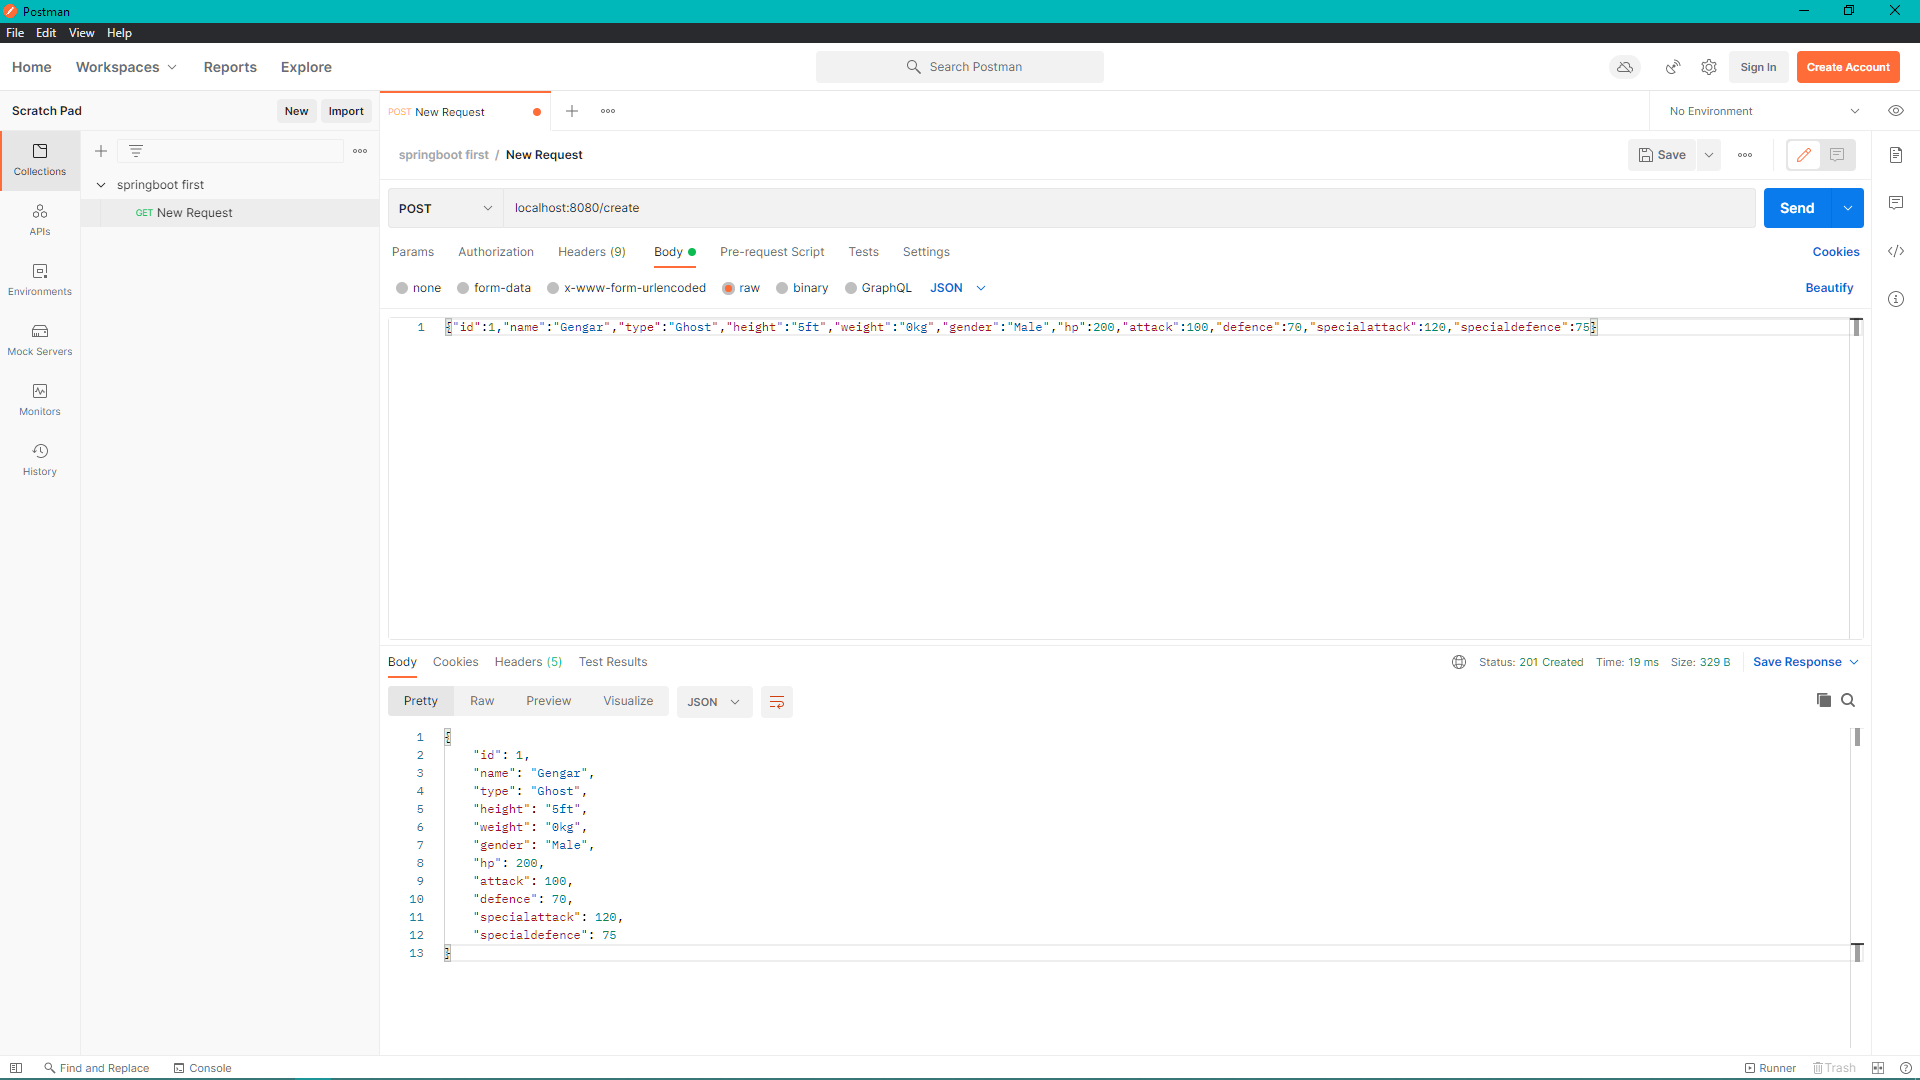 Postman
File Edit View Help
Home Workspaces Reports Explore Search Postman Sign In Create Account
Scratch Pad New Import POST New Request No Environment
springboot first / New Request Save
Collections
springboot first
GET New Request
POST localhost:8080/create Send
APIs
Params Authorization Headers (9) Body Pre-request Script Tests Settings Cookies
Environments
none form-data x-www-form-urlencoded raw binary GraphQL JSON Beautify
1 {"id":1,"name":"Gengar","type":"Ghost","height":"5ft","weight":"0kg","gender":"Male","hp":200,"attack":100,"defence":70,"specialattack":120,"specialdefence":75}
Mock Servers
Monitors
History
Body Cookies Headers (5) Test Results Status: 201 Created Time: 19 ms Size: 329 B Save Response
Pretty Raw Preview Visualize JSON
1 {
2 "id": 1,
3 "name": "Gengar",
4 "type": "Ghost",
5 "height": "5ft",
6 "weight": "0kg",
7 "gender": "Male",
8 "hp": 200,
9 "attack": 100,
10 "defence": 70,
11 "specialattack": 120,
12 "specialdefence": 75
13 }
Find and Replace Console Runner Trash